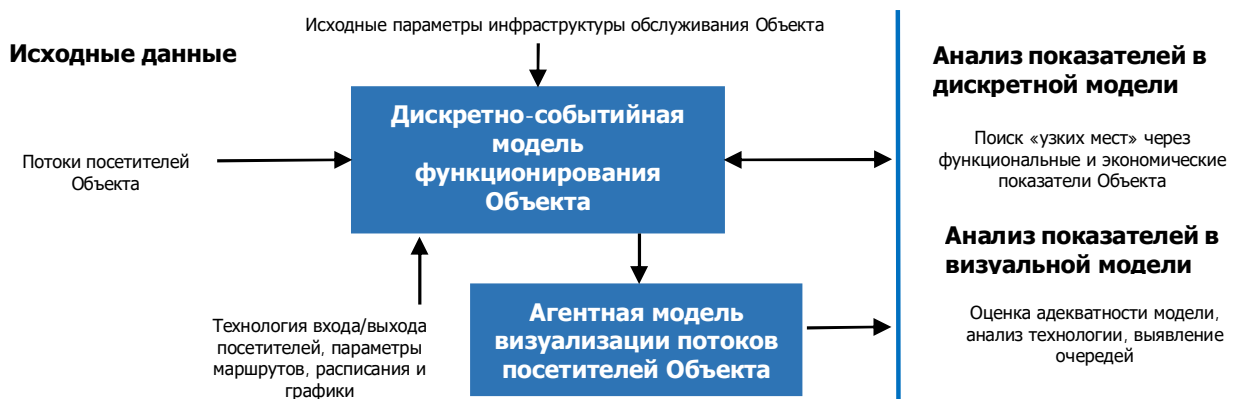 Исходные параметры инфраструктуры обслуживания Объекта
Исходные данные
Дискретно-событийная
модель
функционирования
Объекта
Потоки посетителей
Объекта
Технология входа/выхода
посетителей, параметры
маршрутов, расписания и
графики
Агентная модель
визуализации потоков
посетителей Объекта
Анализ показателей в
дискретной модели
Поиск «узких мест» через
функциональные и экономические
показатели Объекта
Анализ показателей в
визуальной модели
Оценка адекватности модели,
анализ технологии, выявление
очередей